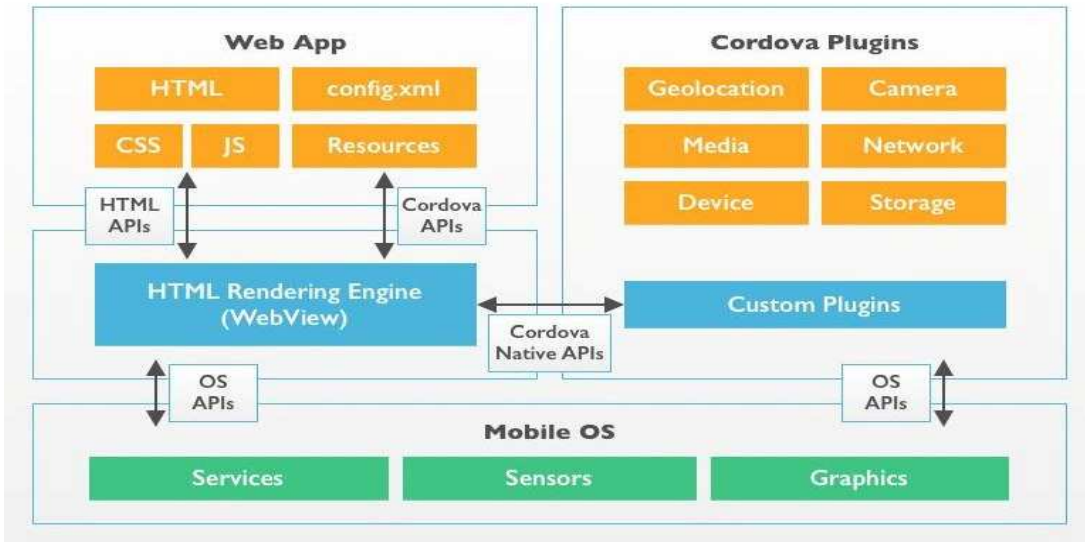 Web App
HTML
config.xml
CSS
JS
Resources
HTML
APIs
Cordova
APIs
HTML Rendering Engine
(WebView)
Cordova Plugins
Geolocation
Camera
Media
Network
Device
Storage
Custom Plugins
Cordova
Native APIs
OS
APIs
OS
APIs
Mobile OS
Services
Sensors
Graphics